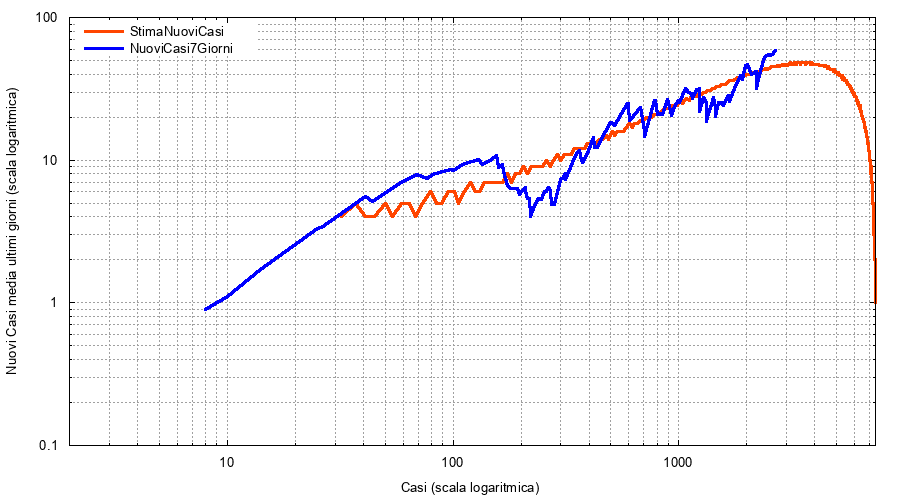 100
StimaNuoviCasi
NuoviCasi7Giorni
10
1
0.1
Nuovi Casi media ultimi giorni (scala logaritmica)
10
100
1000
Casi (scala logaritmica)